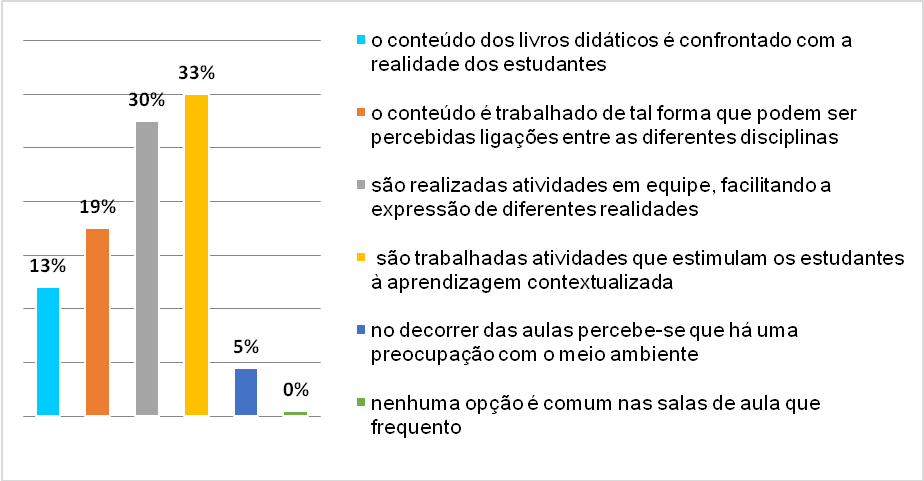 13%
19%
30%
33%
5%
0%
o conteúdo dos livros didáticos é confrontado com a
realidade dos estudantes
o conteúdo é trabalhado de tal forma que podem ser
percebidas ligações entre as diferentes disciplinas
são realizadas atividades em equipe, facilitando a
expressão de diferentes realidades
são trabalhadas atividades que estimulam os estudantes
à aprendizagem contextualizada
no decorrer das aulas percebe-se que há uma
preocupação com o meio ambiente
nenhuma opção é comum nas salas de aula que
frequento